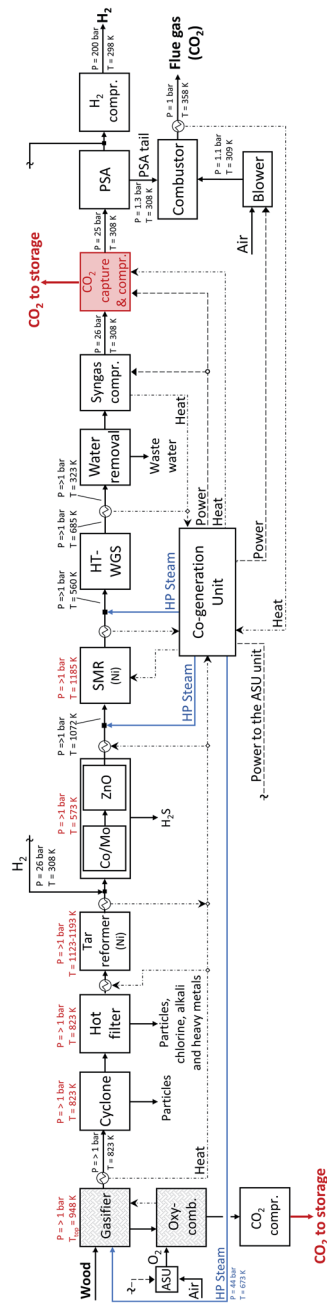 Wood
P = > 1 bar
T_top = 948 K
Gasifier
P = > 1 bar
T = 823 K
Cyclone
Particles
P = > 1 bar
T = 823 K
Hot
filter
Particles,
chlorine, alkali
and heavy metals
P = >1 bar
T = 823 K
Tar
reformer
(Ni)
P = >1 bar
T = 1123-1193 K
H2
P = 26 bar
T = 308 K
Co/Mo
ZnO
P = >1 bar
T = 573 K
H2S
P =>1 bar
T = 1072 K
SMR
(Ni)
P = >1 bar
T = 1185 K
P =>1 bar
T = 560 K
HT-
WGS
P =>1 bar
T = 685 K
P =>1 bar
T = 323 K
Water
removal
Waste
water
Syngas
compr.
Heat
P = 26 bar
T = 308 K
CO2 to storage
CO2
capture
& compr.
P = 25 bar
T = 308 K
PSA
P = 1.3 bar
T = 308 K
PSA tail
H2
compr.
P = 200 bar
T = 298 K
H2
Combustor
P = 1 bar
T = 358 K
Flue gas
(CO2)
P = 1.1 bar
T = 309 K
Blower
Air
Oxy-
comb.
O2
ASU
Air
CO2
compr.
CO2 to storage
Heat
HP Steam
P = 44 bar
T = 673 K
HP Steam
HP Steam
Co-generation
Unit
Power
Heat
Power
Heat
Power to the ASU unit